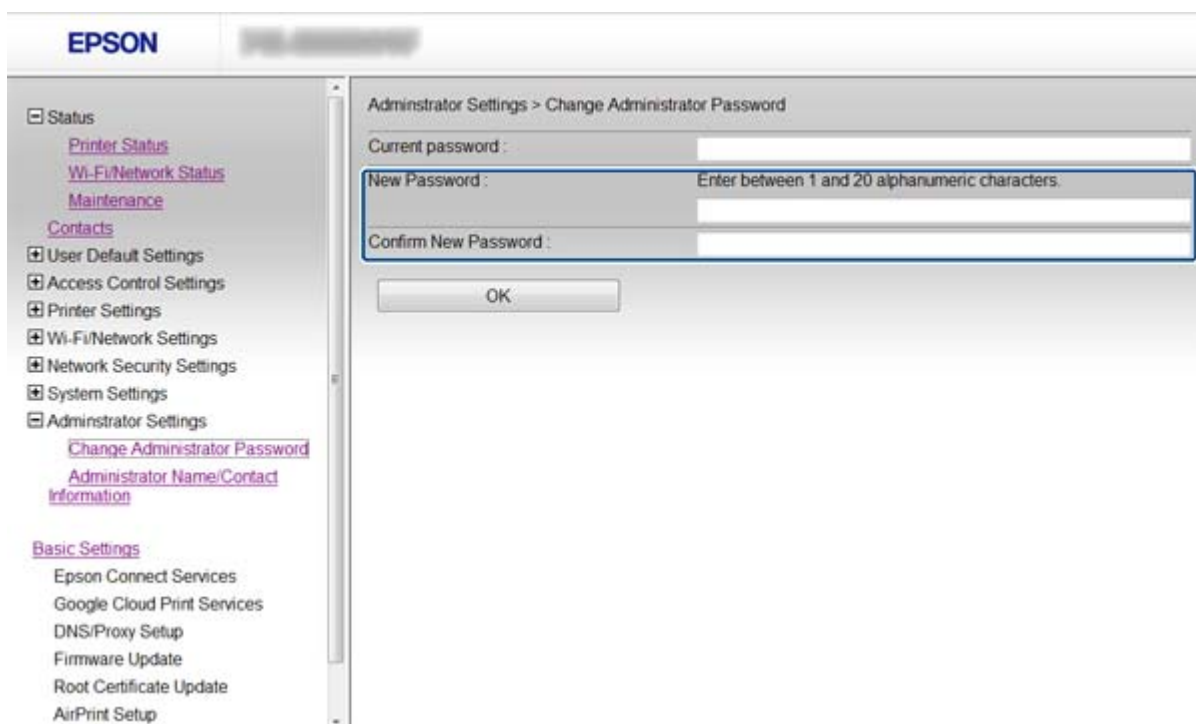 EPSON
Status
Printer Status
Wi-Fi/Network Status
Maintenance
Contacts
User Default Settings
Access Control Settings
Printer Settings
Wi-Fi/Network Settings
Network Security Settings
System Settings
Adminstrator Settings
Change Administrator Password
Administrator Name/Contact
Information
Basic Settings
Epson Connect Services
Google Cloud Print Services
DNS/Proxy Setup
Firmware Update
Root Certificate Update
AirPrint Setup
Adminstrator Settings > Change Administrator Password
Current password :
New Password : Enter between 1 and 20 alphanumeric characters.
Confirm New Password :
OK